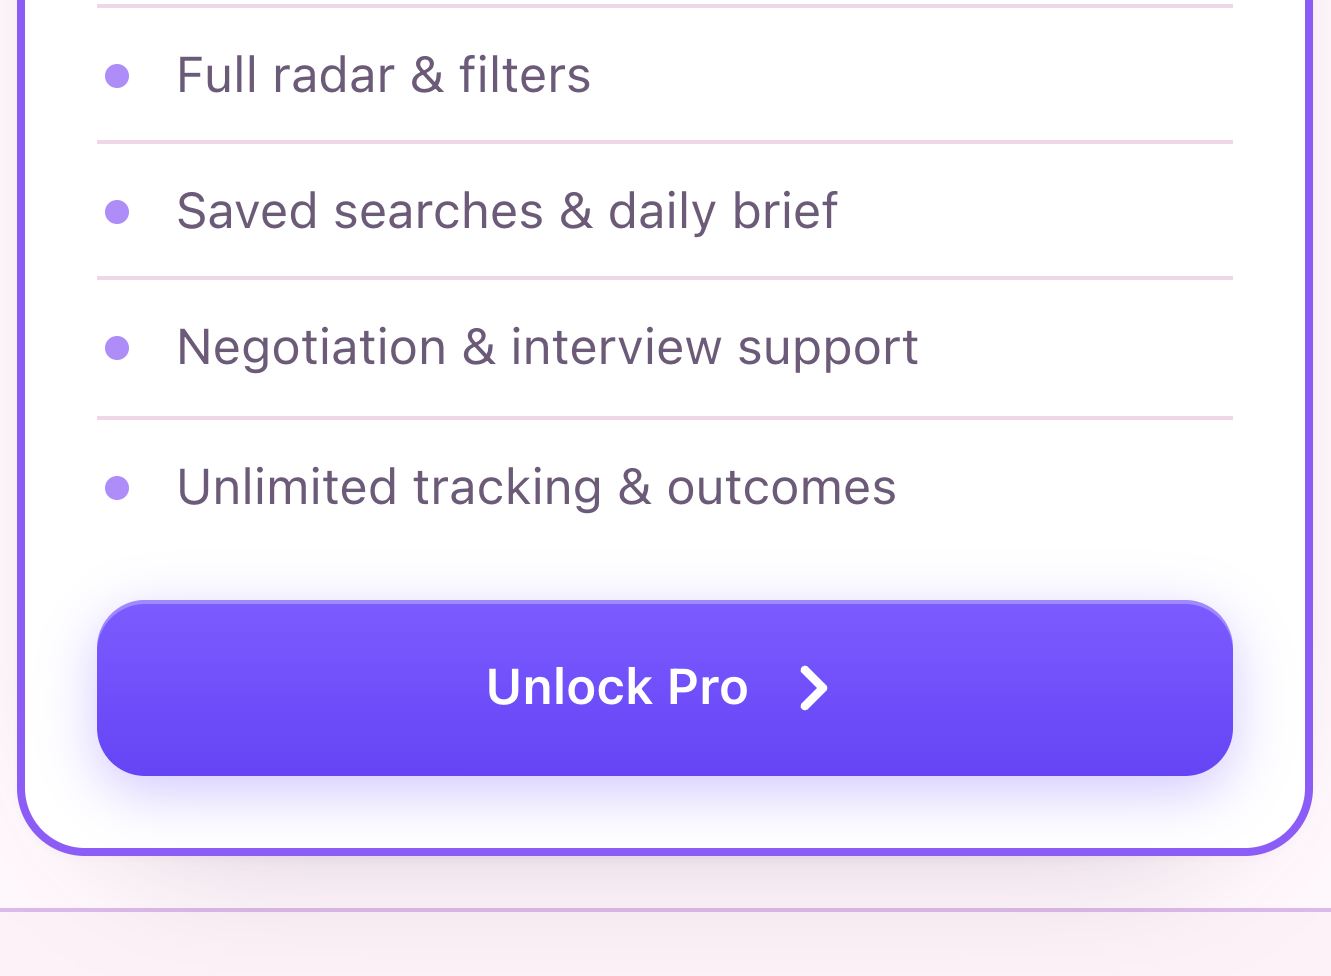 Full radar & filters
Saved searches & daily brief
Negotiation & interview support
Unlimited tracking & outcomes
Unlock Pro